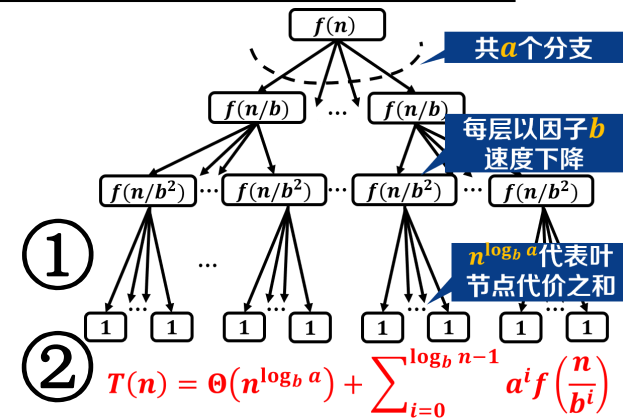 f(n)
共a个分支
f(n/b) ... f(n/b)
每层以因子b
速度下降
f(n/b²) ... f(n/b²) ... f(n/b²) ... f(n/b²)
①
n^{log_b a}代表叶
节点代价之和
...
... ... ... ...
1 1 1 1 1 1 1 1
②
T(n) = Θ(n^{log_b a}) + ∑_{i=0}^{log_b n−1} a^i f(n/b^i)